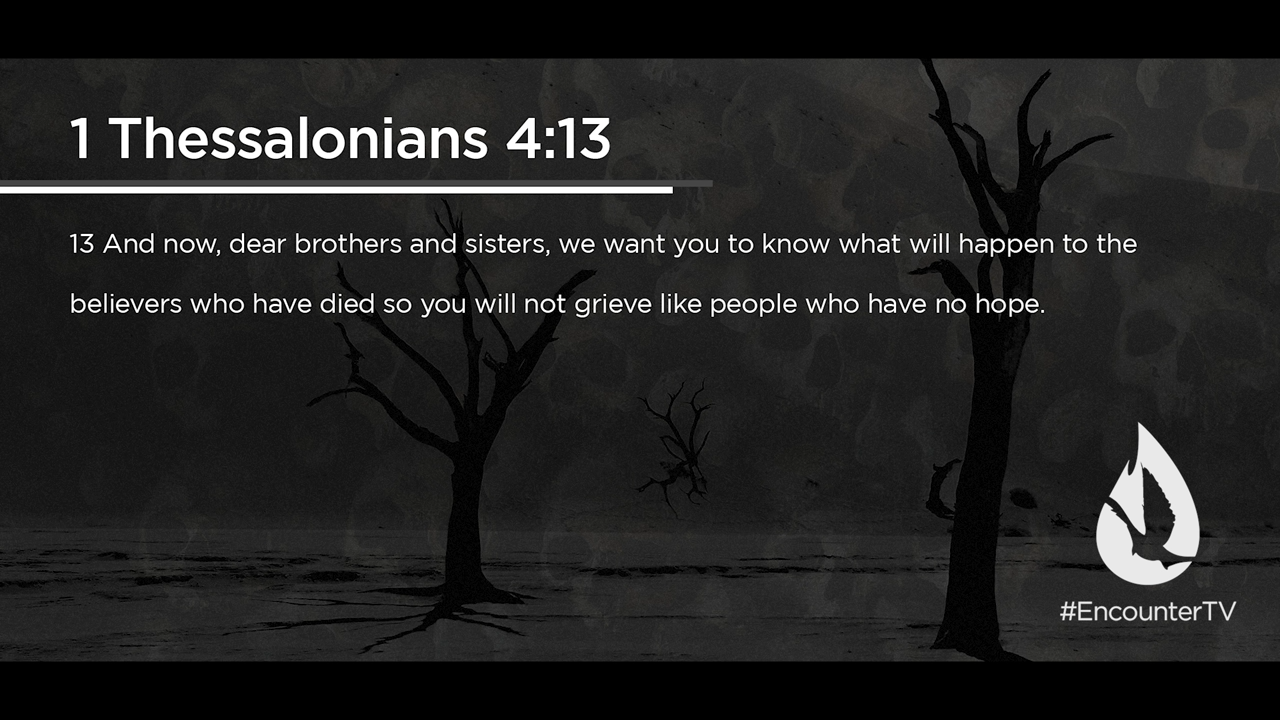 1 Thessalonians 4:13
13 And now, dear brothers and sisters, we want you to know what will happen to the
believers who have died so you will not grieve like people who have no hope.
#EncounterTV